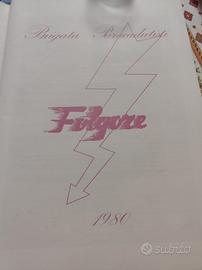 Brigata Paracadutisti
Folgore
1980
subito